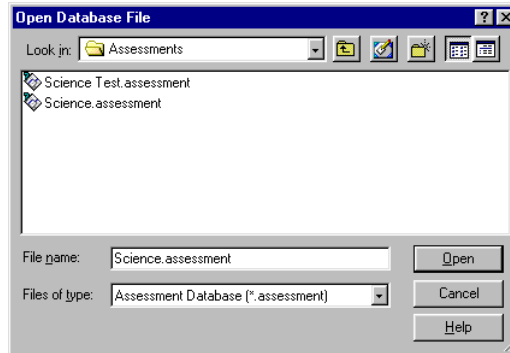 Open Database File
Look in: Assessments
Science Test.assessment
Science.assessment
File name: Science.assessment Open
Files of type: Assessment Database (*.assessment) Cancel
Help